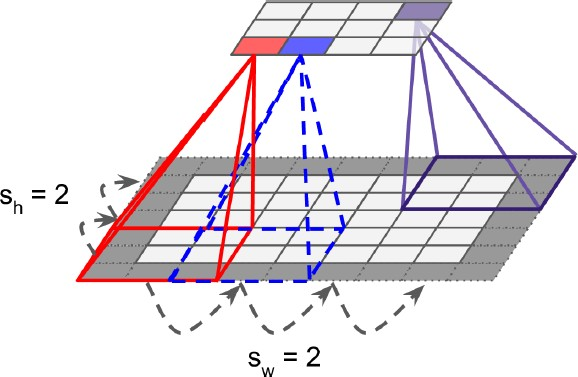 s_h = 2
s_w = 2